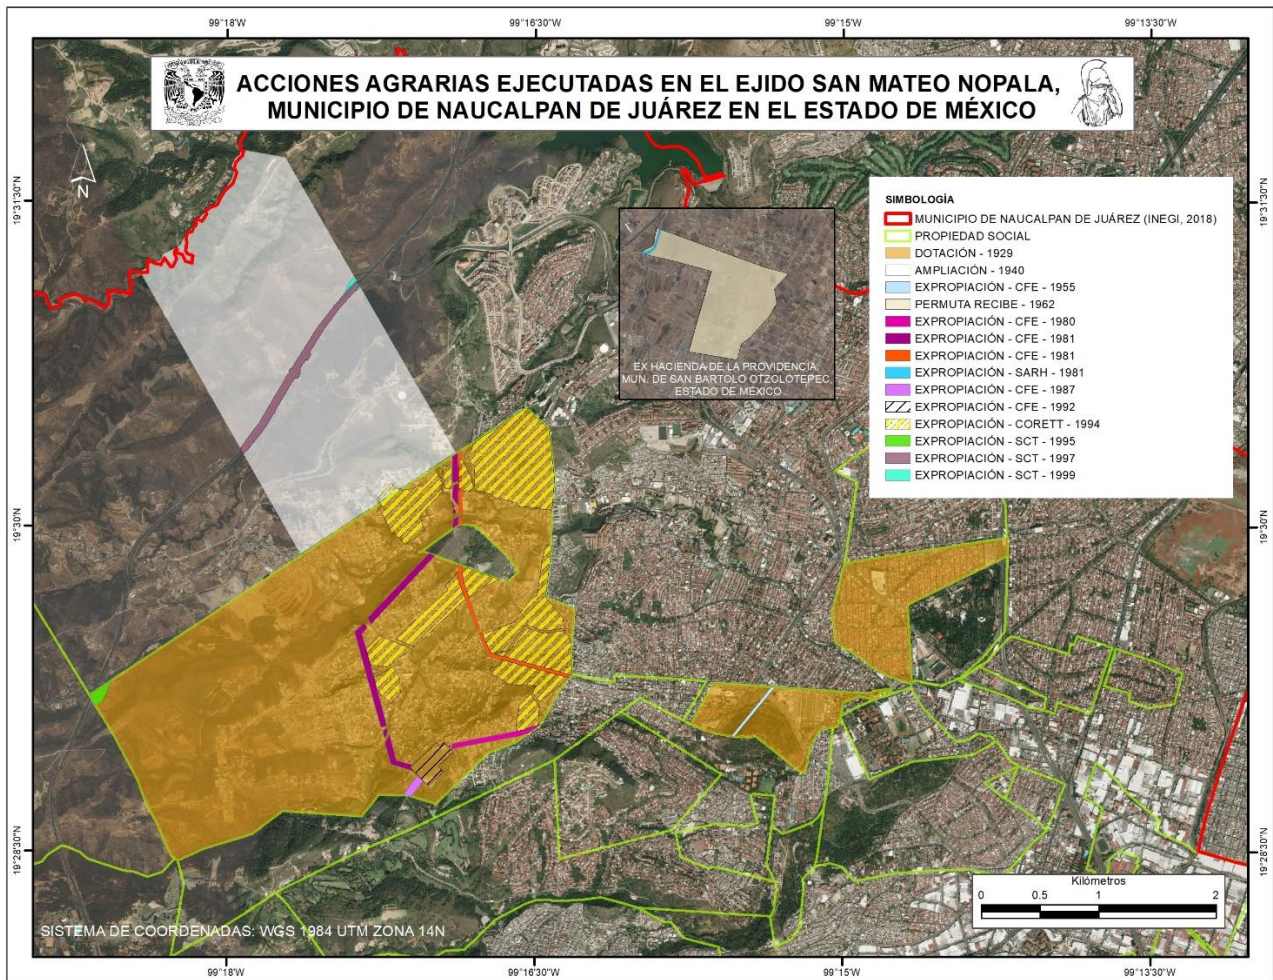 99°18'W
99°16'30"W
99°15'W
99°13'30"W
ACCIONES AGRARIAS EJECUTADAS EN EL EJIDO SAN MATEO NOPALA,
MUNICIPIO DE NAUCALPAN DE JUÁREZ EN EL ESTADO DE MÉXICO
N
19°31'30"N
19°31'30"N
SIMBOLOGÍA
MUNICIPIO DE NAUCALPAN DE JUÁREZ (INEGI, 2018)
PROPIEDAD SOCIAL
DOTACIÓN - 1929
AMPLIACIÓN - 1940
EXPROPIACIÓN - CFE - 1955
PERMUTA RECIBE - 1962
EXPROPIACIÓN - CFE - 1980
EXPROPIACIÓN - CFE - 1981
EXPROPIACIÓN - CFE - 1981
EXPROPIACIÓN - SARH - 1981
EXPROPIACIÓN - CFE - 1987
EXPROPIACIÓN - CFE - 1992
EXPROPIACIÓN - CORETT - 1994
EXPROPIACIÓN - SCT - 1995
EXPROPIACIÓN - SCT - 1997
EXPROPIACIÓN - SCT - 1999
EX HACIENDA DE LA PROVIDENCIA,
MUN. DE SAN BARTOLO OTZOLOTEPEC,
ESTADO DE MÉXICO
19°30'N
19°30'N
19°28'30"N
19°28'30"N
Kilómetros
0 0.5 1 2
SISTEMA DE COORDENADAS: WGS 1984 UTM ZONA 14N
99°18'W
99°16'30"W
99°15'W
99°13'30"W